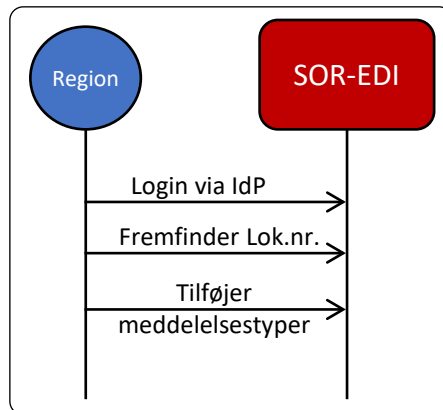 Region
SOR-EDI
Login via IdP
Fremfinder Lok.nr.
Tilføjer
meddelelsestyper